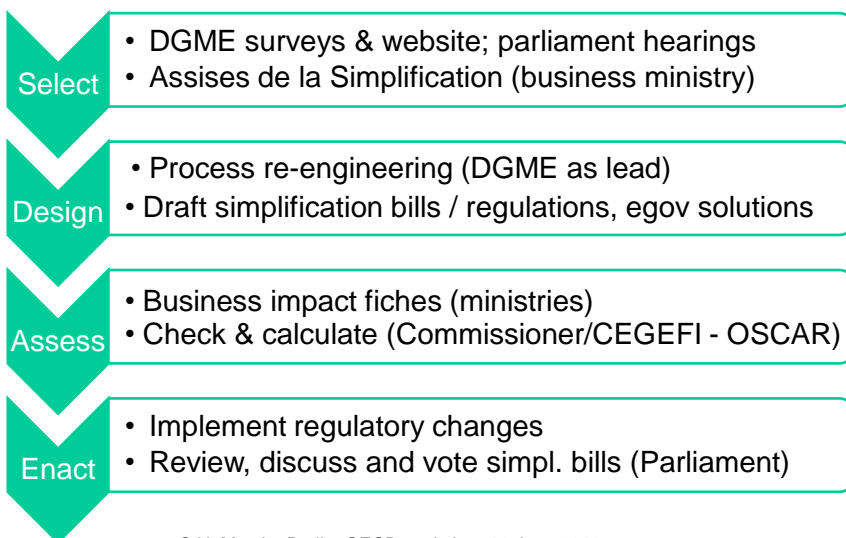 Select
• DGME surveys & website; parliament hearings
• Assises de la Simplification (business ministry)
Design
• Process re-engineering (DGME as lead)
• Draft simplification bills / regulations, egov solutions
Assess
• Business impact fiches (ministries)
• Check & calculate (Commissioner/CEGEFI - OSCAR)
Enact
• Implement regulatory changes
• Review, discuss and vote simpl. bills (Parliament)